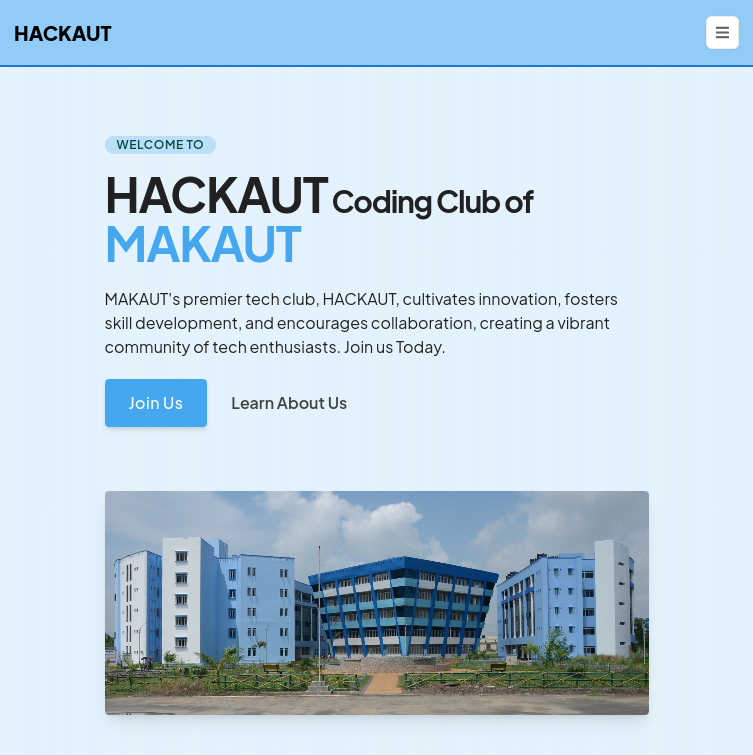 HACKAUT
WELCOME TO
HACKAUT Coding Club of
MAKAUT
MAKAUT's premier tech club, HACKAUT, cultivates innovation, fosters
skill development, and encourages collaboration, creating a vibrant
community of tech enthusiasts. Join us Today.
Join Us
Learn About Us